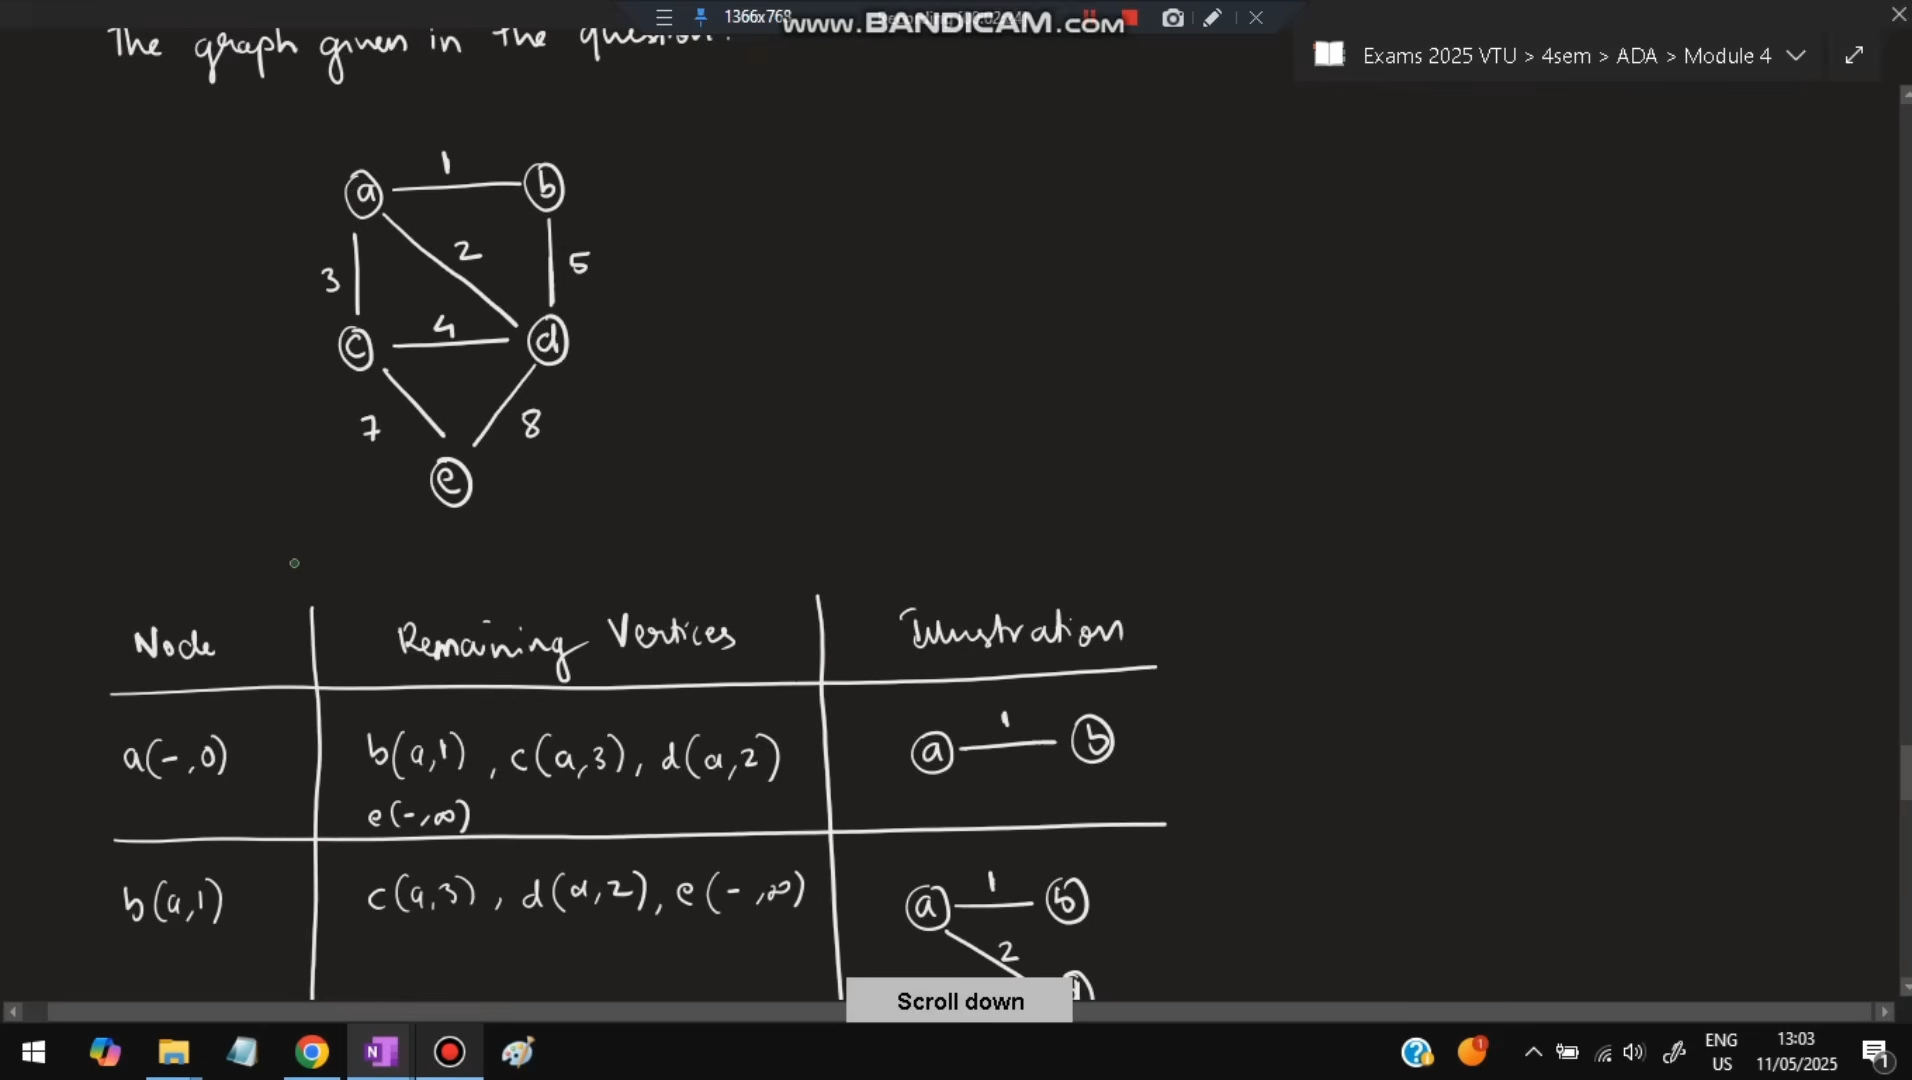 1366x768
www.BANDICAM.com
The graph given in the question.
Exams 2025 VTU > 4sem > ADA > Module 4
1
a
b
2
5
3
4
c
d
7
8
e
Node
Remaining Vertices
Illustration
a(-,0)
b(a,1) , c(a,3), d(a,2)
e(-,∞)
a 1 b
b(a,1)
c(a,3), d(a,2), e(-,∞)
a 1 b
2
d
Scroll down
ENG
US
13:03
11/05/2025
1